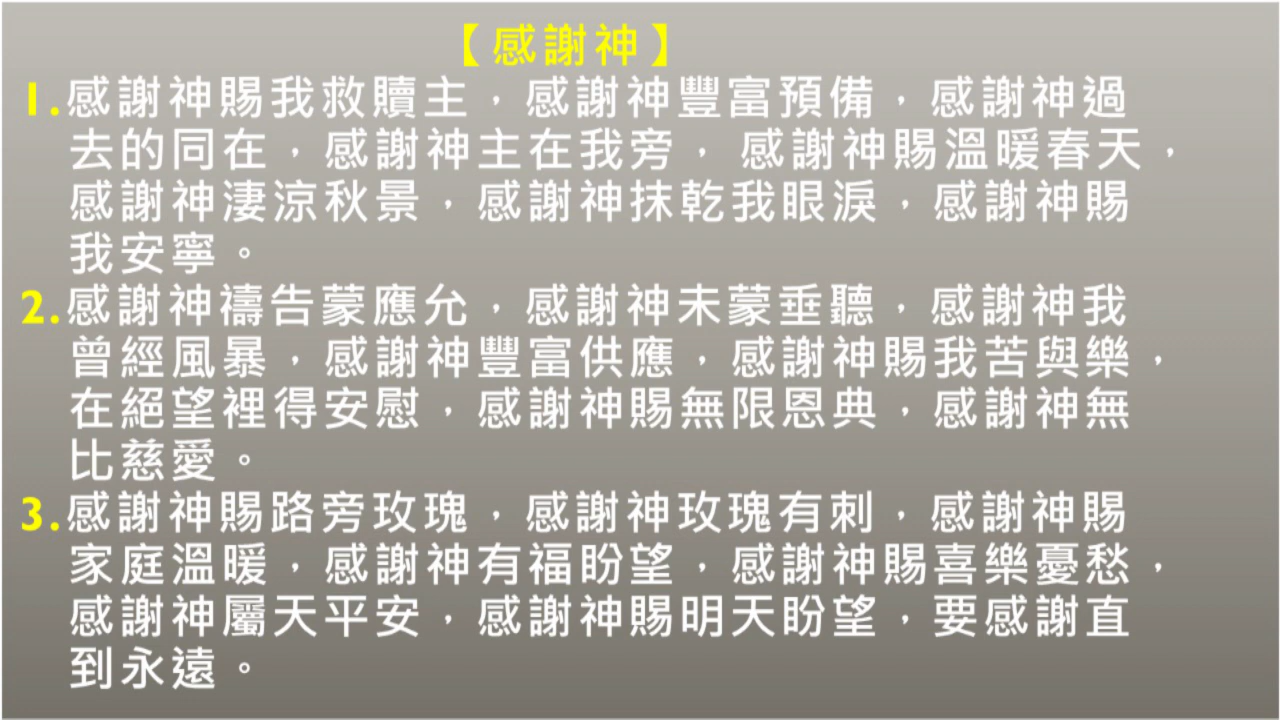 【感謝神】
1.感謝神賜我救贖主，感謝神豐富預備，感謝神過
去的同在，感謝神主在我旁， 感謝神賜溫暖春天，
感謝神淒涼秋景，感謝神抹乾我眼淚，感謝神賜
我安寧。
2.感謝神禱告蒙應允，感謝神未蒙垂聽，感謝神我
曾經風暴，感謝神豐富供應，感謝神賜我苦與樂，
在絕望裡得安慰，感謝神賜無限恩典，感謝神無
比慈愛。
3.感謝神賜路旁玫瑰，感謝神玫瑰有刺，感謝神賜
家庭溫暖，感謝神有福盼望，感謝神賜喜樂憂愁，
感謝神屬天平安，感謝神賜明天盼望，要感謝直
到永遠。